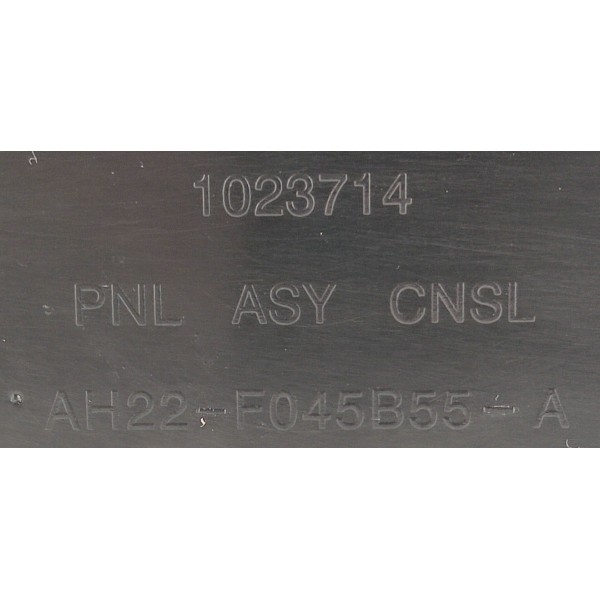 1023714
PNL ASY CNSL
AH22-F045B55-A